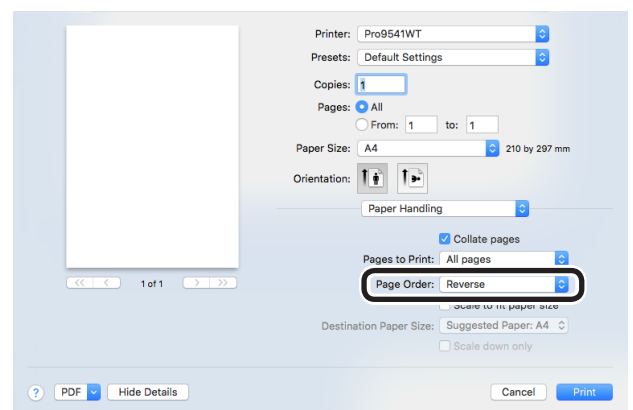 Printer: Pro9541WT
Presets: Default Settings
Copies: 1
Pages: All
From: 1 to: 1
Paper Size: A4 210 by 297 mm
Orientation:
Paper Handling
Collate pages
Pages to Print: All pages
<< < 1 of 1 > >>
Page Order: Reverse
Scale to fit paper size
Destination Paper Size: Suggested Paper: A4
Scale down only
? PDF Hide Details Cancel Print